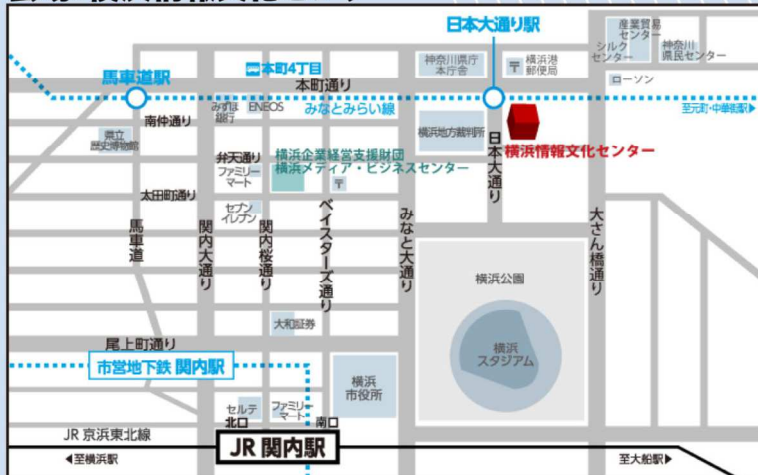 日本大通り駅
産業貿易
センター
シルク
センター
神奈川
県民センター
神奈川県庁
本庁舎
〒
横浜港
郵便局
ローソン
馬車道駅
本町4丁目
本町通り
みずほ
銀行
ENEOS
みなとみらい線
至元町・中華街駅▶
南仲通り
県立
歴史博物館
横浜地方裁判所
横浜情報文化センター
弁天通り
ファミリー
マート
横浜企業経営支援財団
横浜メディア・ビジネスセンター
〒
日本大通り
太田町通り
セブン
イレブン
馬車道
関内大通り
関内桜通り
ベイスターズ通り
みなと大通り
大さん橋通り
横浜公園
大和証券
横浜
スタジアム
尾上町通り
市営地下鉄 関内駅
横浜
市役所
セルテ
ファミリー
マート
北口
南口
JR 京浜東北線
JR 関内駅
◀至横浜駅
至大船駅▶